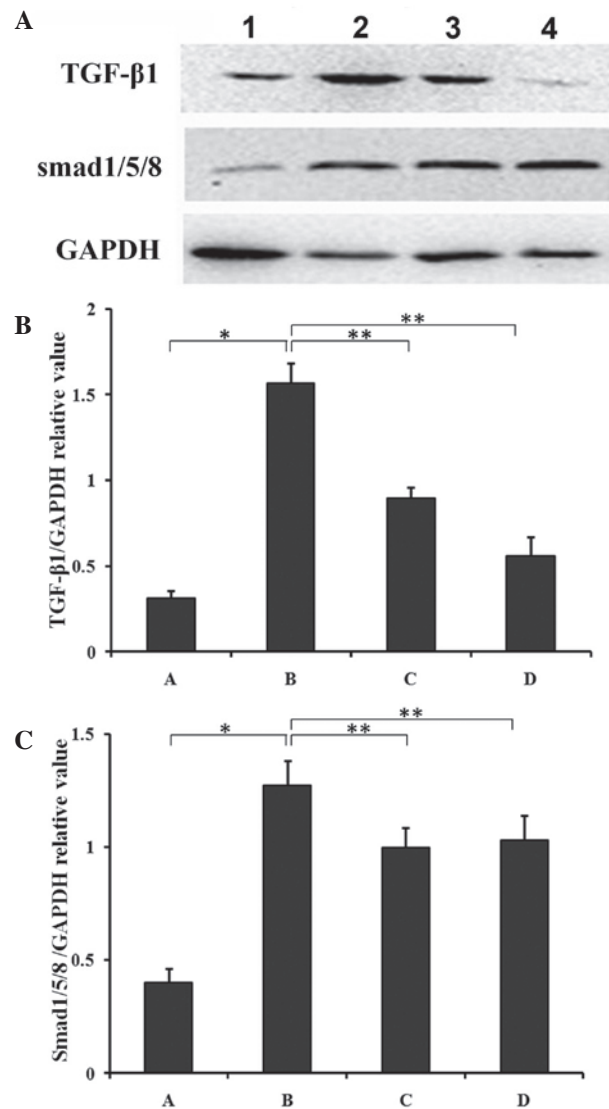 A
1 2 3 4
TGF-β1
smad1/5/8
GAPDH
B
TGF-β1/GAPDH relative value
2
1.5
1
0.5
0
* ** **
A B C D
C
Smad1/5/8 /GAPDH relative value
1.5
1
0.5
0
* ** **
A B C D